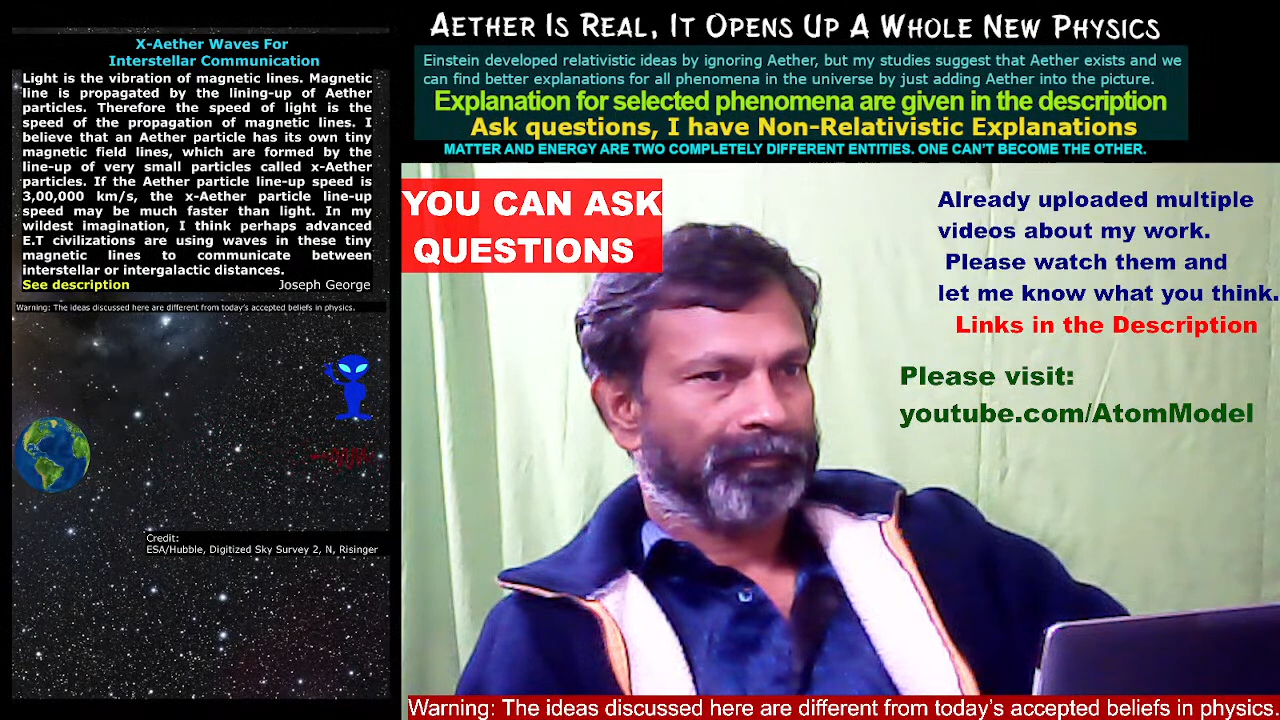 X-Aether Waves For
Interstellar Communication
Light is the vibration of magnetic lines. Magnetic
line is propagated by the lining-up of Aether
particles. Therefore the speed of light is the
speed of the propagation of magnetic lines. I
believe that an Aether particle has its own tiny
magnetic field lines, which are formed by the
line-up of very small particles called x-Aether
particles. If the Aether particle line-up speed is
3,00,000 km/s, the x-Aether particle line-up
speed may be much faster than light. In my
wildest imagination, I think perhaps advanced
E.T civilizations are using waves in these tiny
magnetic lines to communicate between
interstellar or intergalactic distances.
See description Joseph George
Warning: The ideas discussed here are different from today's accepted beliefs in physics.
Credit:
ESA/Hubble, Digitized Sky Survey 2, N, Risinger
AETHER IS REAL, IT OPENS UP A WHOLE NEW PHYSICS
Einstein developed relativistic ideas by ignoring Aether, but my studies suggest that Aether exists and we
can find better explanations for all phenomena in the universe by just adding Aether into the picture.
Explanation for selected phenomena are given in the description
Ask questions, I have Non-Relativistic Explanations
MATTER AND ENERGY ARE TWO COMPLETELY DIFFERENT ENTITIES. ONE CAN'T BECOME THE OTHER.
YOU CAN ASK
QUESTIONS
Already uploaded multiple
videos about my work.
Please watch them and
let me know what you think.
Links in the Description
Please visit:
youtube.com/AtomModel
Warning: The ideas discussed here are different from today's accepted beliefs in physics.